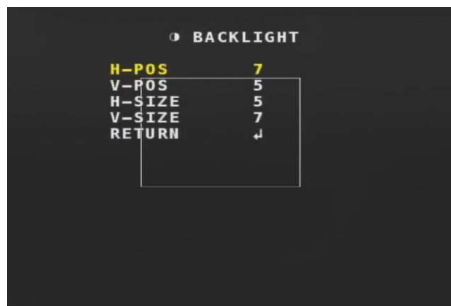 BACKLIGHT
H-POS 7
V-POS 5
H-SIZE 5
V-SIZE 7
RETURN ↲